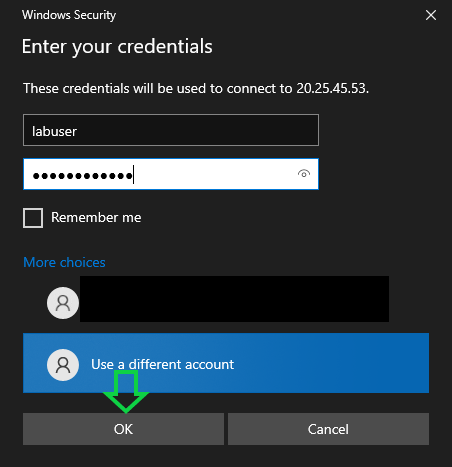 Windows Security
Enter your credentials
These credentials will be used to connect to 20.25.45.53.
labuser
●●●●●●●●●●●●
Remember me
More choices
Use a different account
OK
Cancel